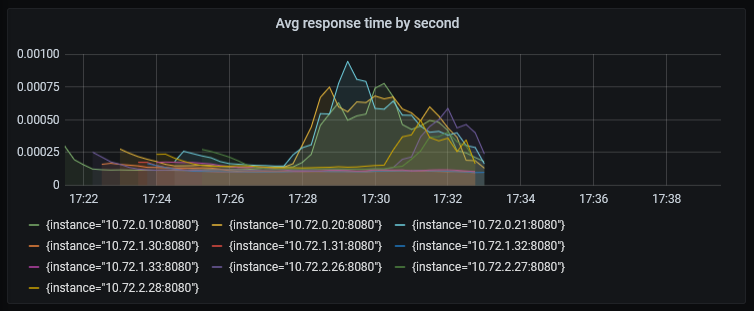 Avg response time by second
0.00100
0.00075
0.00050
0.00025
0
17:22 17:24 17:26 17:28 17:30 17:32 17:34 17:36 17:38
{instance="10.72.0.10:8080"} {instance="10.72.0.20:8080"} {instance="10.72.0.21:8080"}
{instance="10.72.1.30:8080"} {instance="10.72.1.31:8080"} {instance="10.72.1.32:8080"}
{instance="10.72.1.33:8080"} {instance="10.72.2.26:8080"} {instance="10.72.2.27:8080"}
{instance="10.72.2.28:8080"}